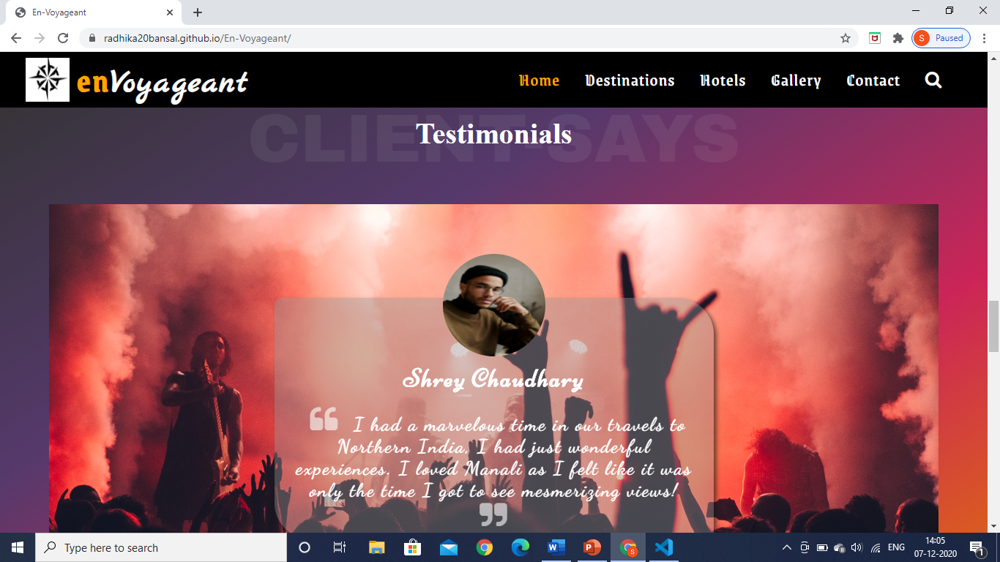 En-Voyageant
radhika20bansal.github.io/En-Voyageant/
S Paused
enVoyageant
Home Destinations Hotels Gallery Contact
CLIENT SAYS
Testimonials
Shrey Chaudhary
“ I had a marvelous time in our travels to
Northern India, I had just wonderful
experiences. I loved Manali as I felt like it was
only the time I got to see mesmerizing views!
”
Type here to search
S
ENG
14:05
07-12-2020
1